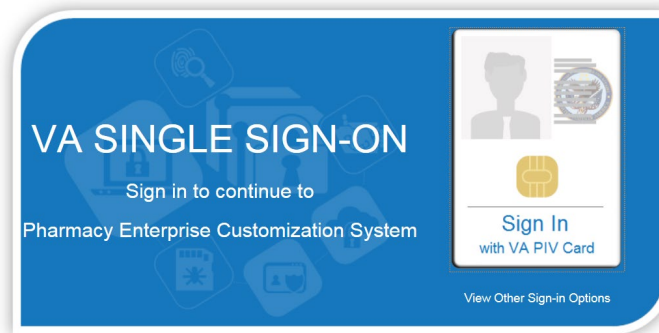 VA SINGLE SIGN-ON
Sign in to continue to
Pharmacy Enterprise Customization System
Sign In
with VA PIV Card
View Other Sign-in Options